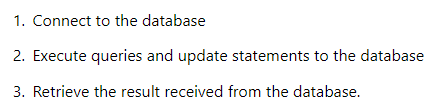 1. Connect to the database
2. Execute queries and update statements to the database
3. Retrieve the result received from the database.